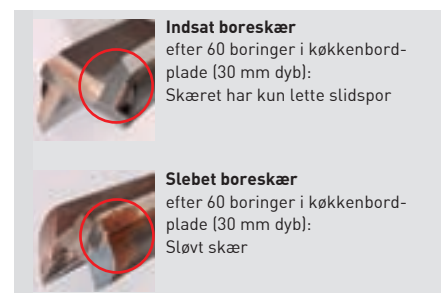 Indsat boreskær
efter 60 boringer i køkkenbord-
plade (30 mm dyb):
Skæret har kun lette slidspor
Slebet boreskær
efter 60 boringer i køkkenbord-
plade (30 mm dyb):
Sløvt skær